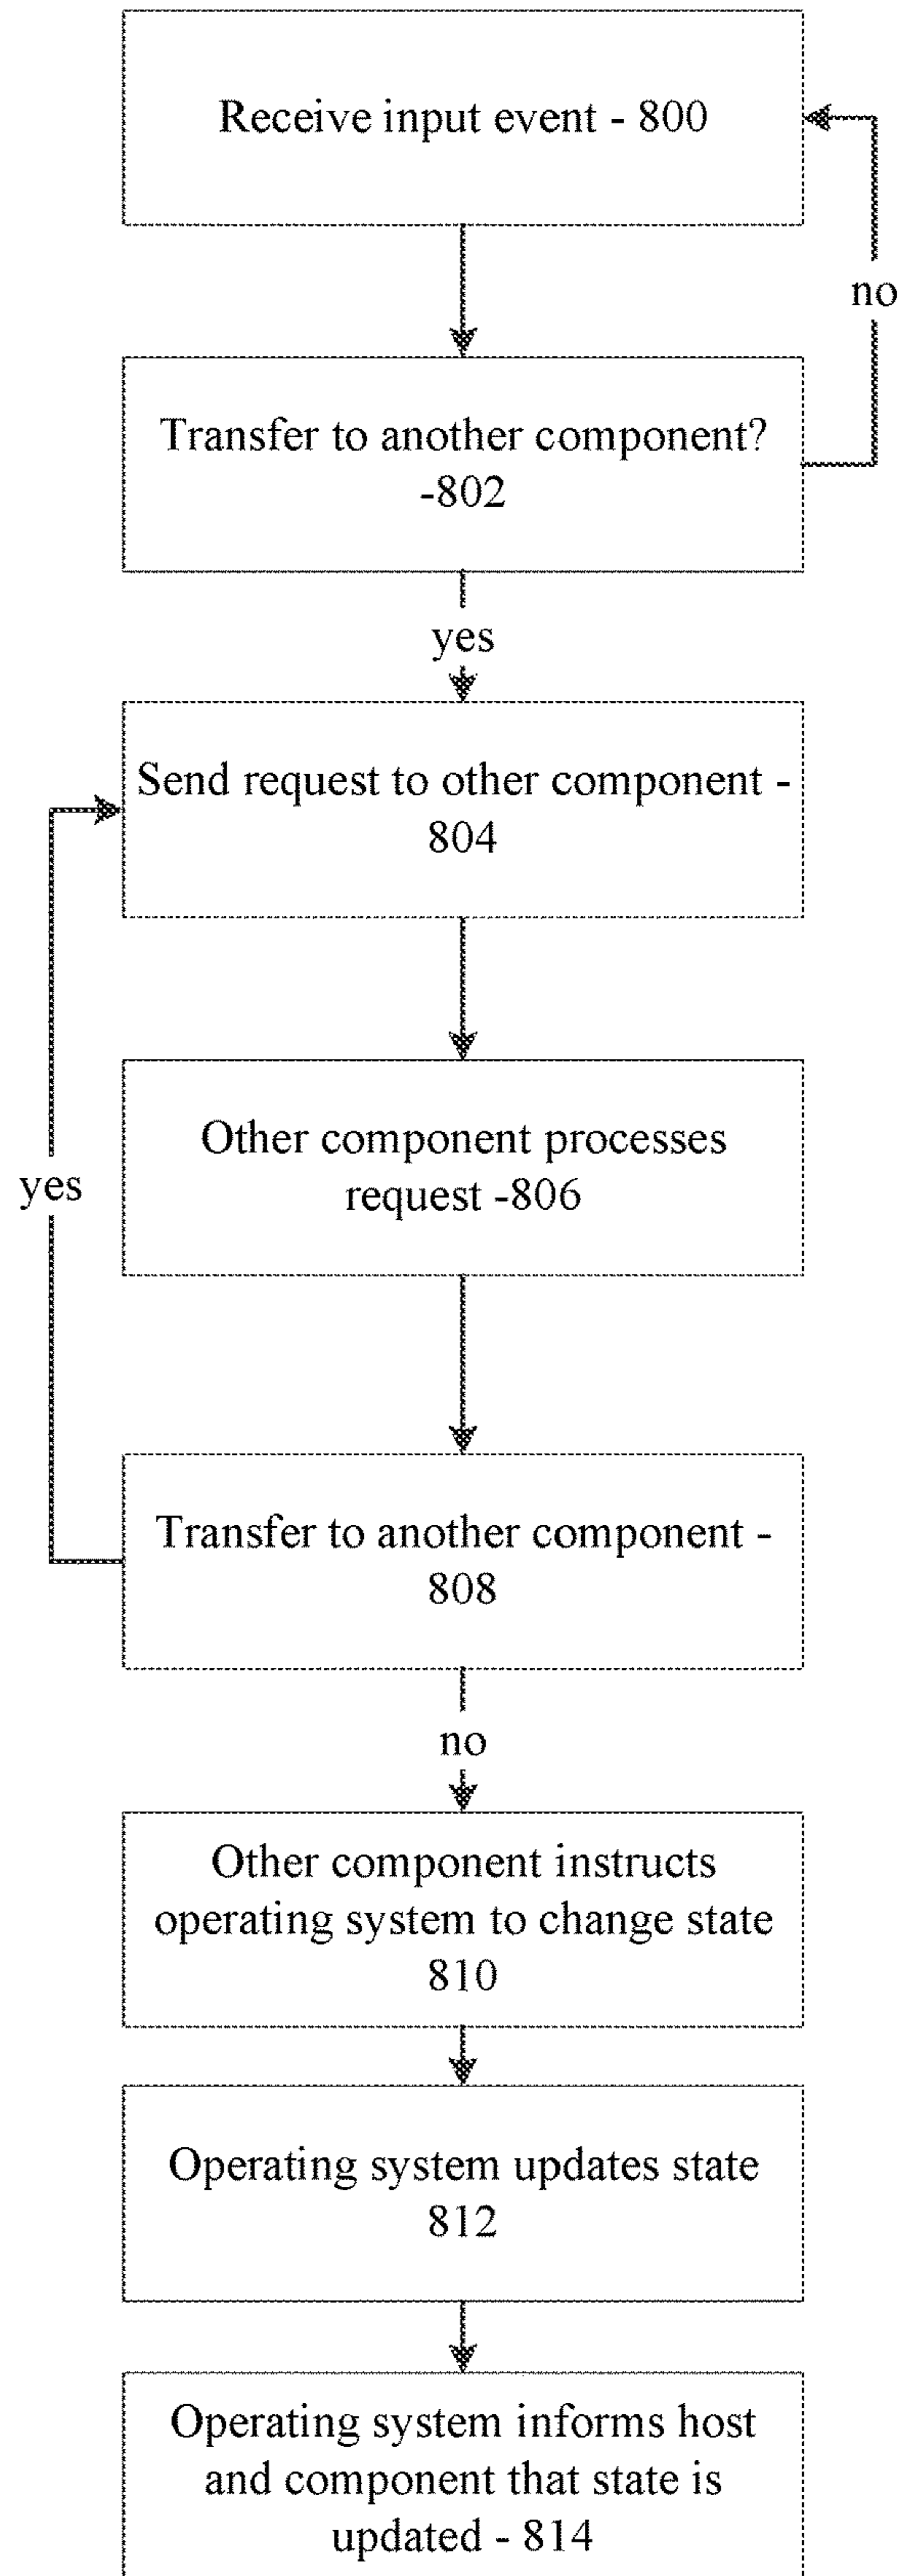 Receive input event - 800
no
Transfer to another component?
-802
yes
Send request to other component -
804
Other component processes
request -806
yes
Transfer to another component -
808
no
Other component instructs
operating system to change state
810
Operating system updates state
812
Operating system informs host
and component that state is
updated - 814